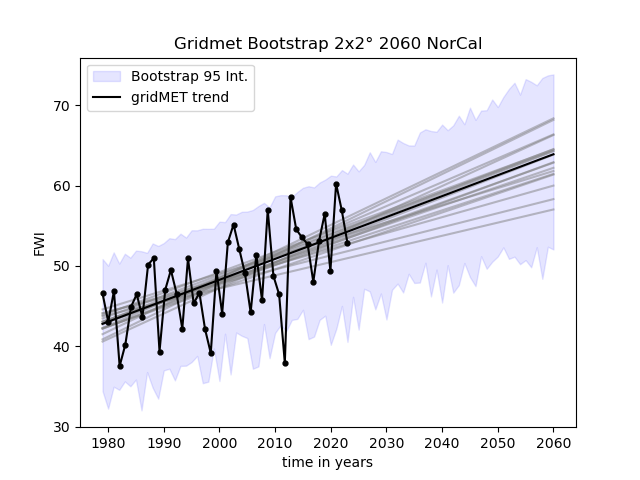 Gridmet Bootstrap 2x2° 2060 NorCal
Bootstrap 95 Int.
gridMET trend
70
60
50
40
30
FWI
1980 1990 2000 2010 2020 2030 2040 2050 2060
time in years